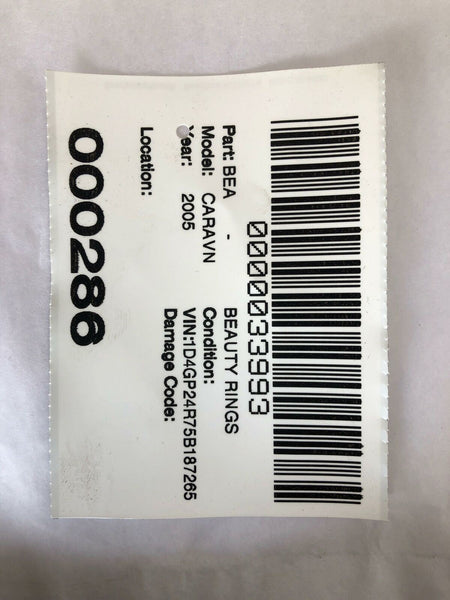 0000033993
Part: BEA - BEAUTY RINGS
Model: CARAVN Condition:
Year: 2005 VIN:1D4GP24R75B187265
Damage Code:
Location:
000286